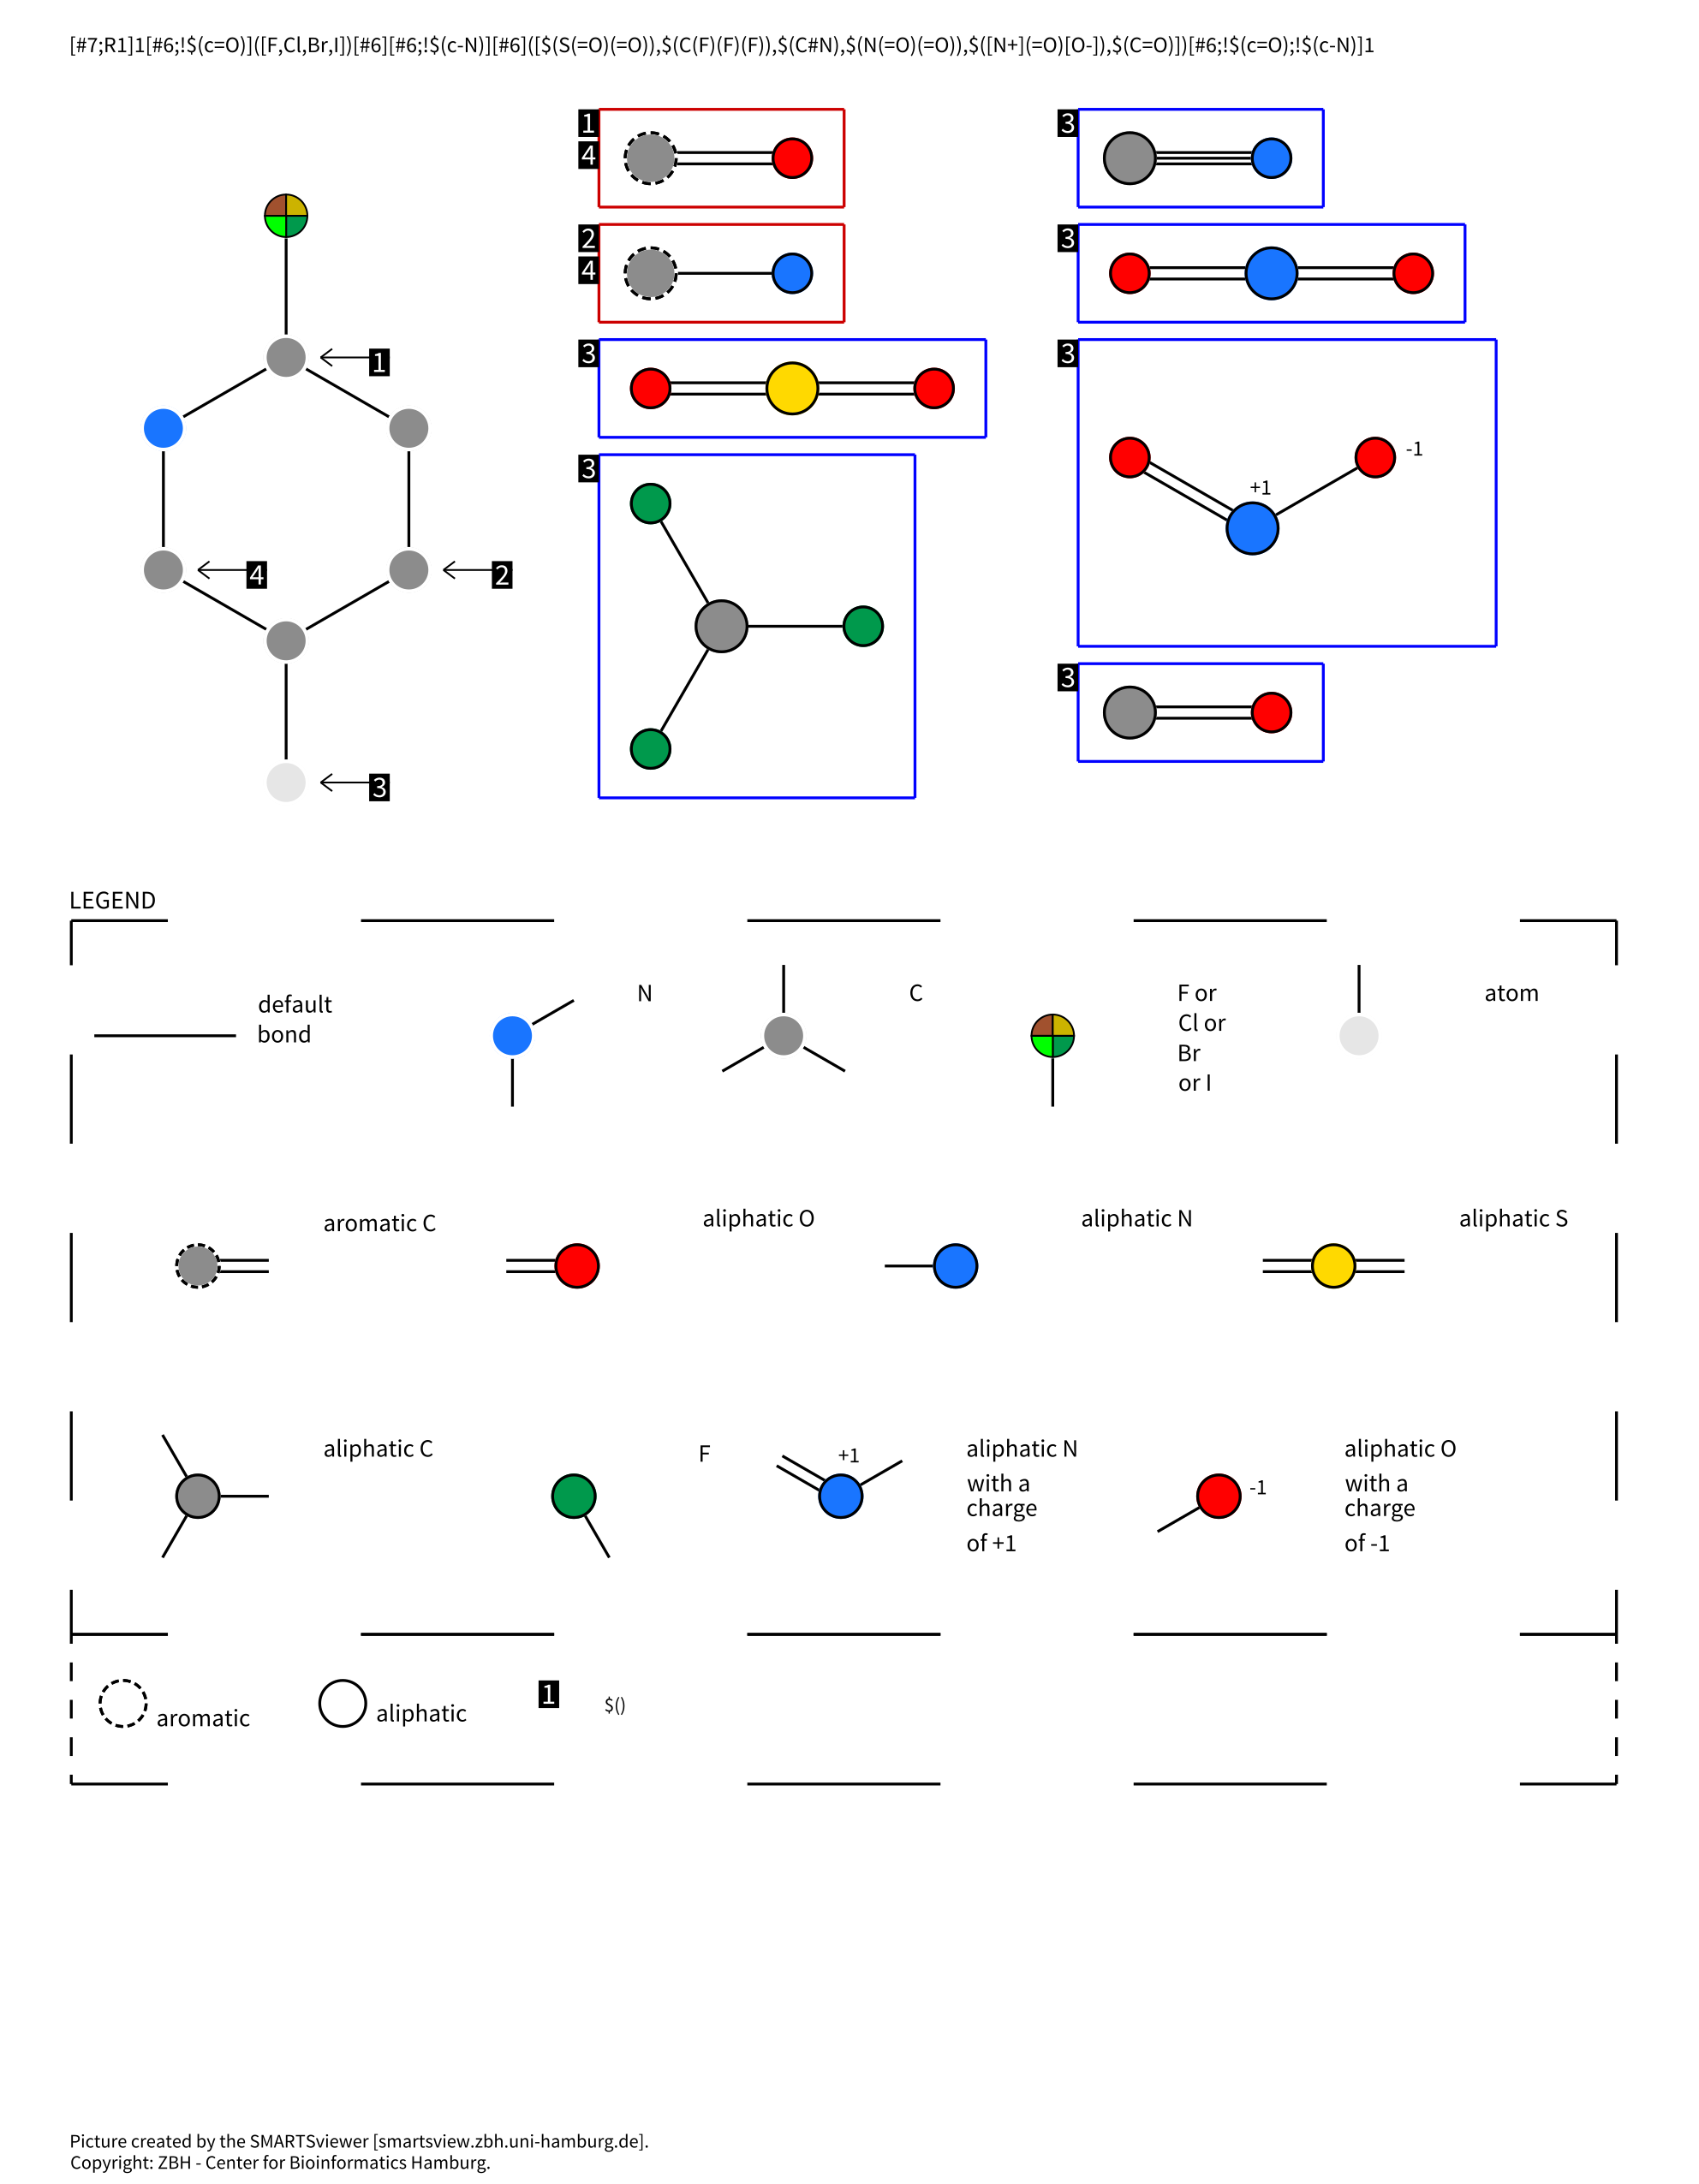 [#7;R1]1[#6;!$(c=O)]([F,Cl,Br,I])[#6][#6;!$(c-N)][#6]([$(S(=O)(=O)),$(C(F)(F)(F)),$(C#N),$(N(=O)(=O)),$([N+](=O)[O-]),$(C=O)])[#6;!$(c=O);!$(c-N)]1
1
4
3
2
4
3
3
3
-1
+1
3
1
4
2
3
3
LEGEND
default
bond
N
C
F or
Cl or
Br
or I
atom
aromatic C
aliphatic O
aliphatic N
aliphatic S
aliphatic C
F
+1
aliphatic N
with a
charge
of +1
-1
aliphatic O
with a
charge
of -1
aromatic
aliphatic
1
$()
Picture created by the SMARTSviewer [smartsview.zbh.uni-hamburg.de].
Copyright: ZBH - Center for Bioinformatics Hamburg.